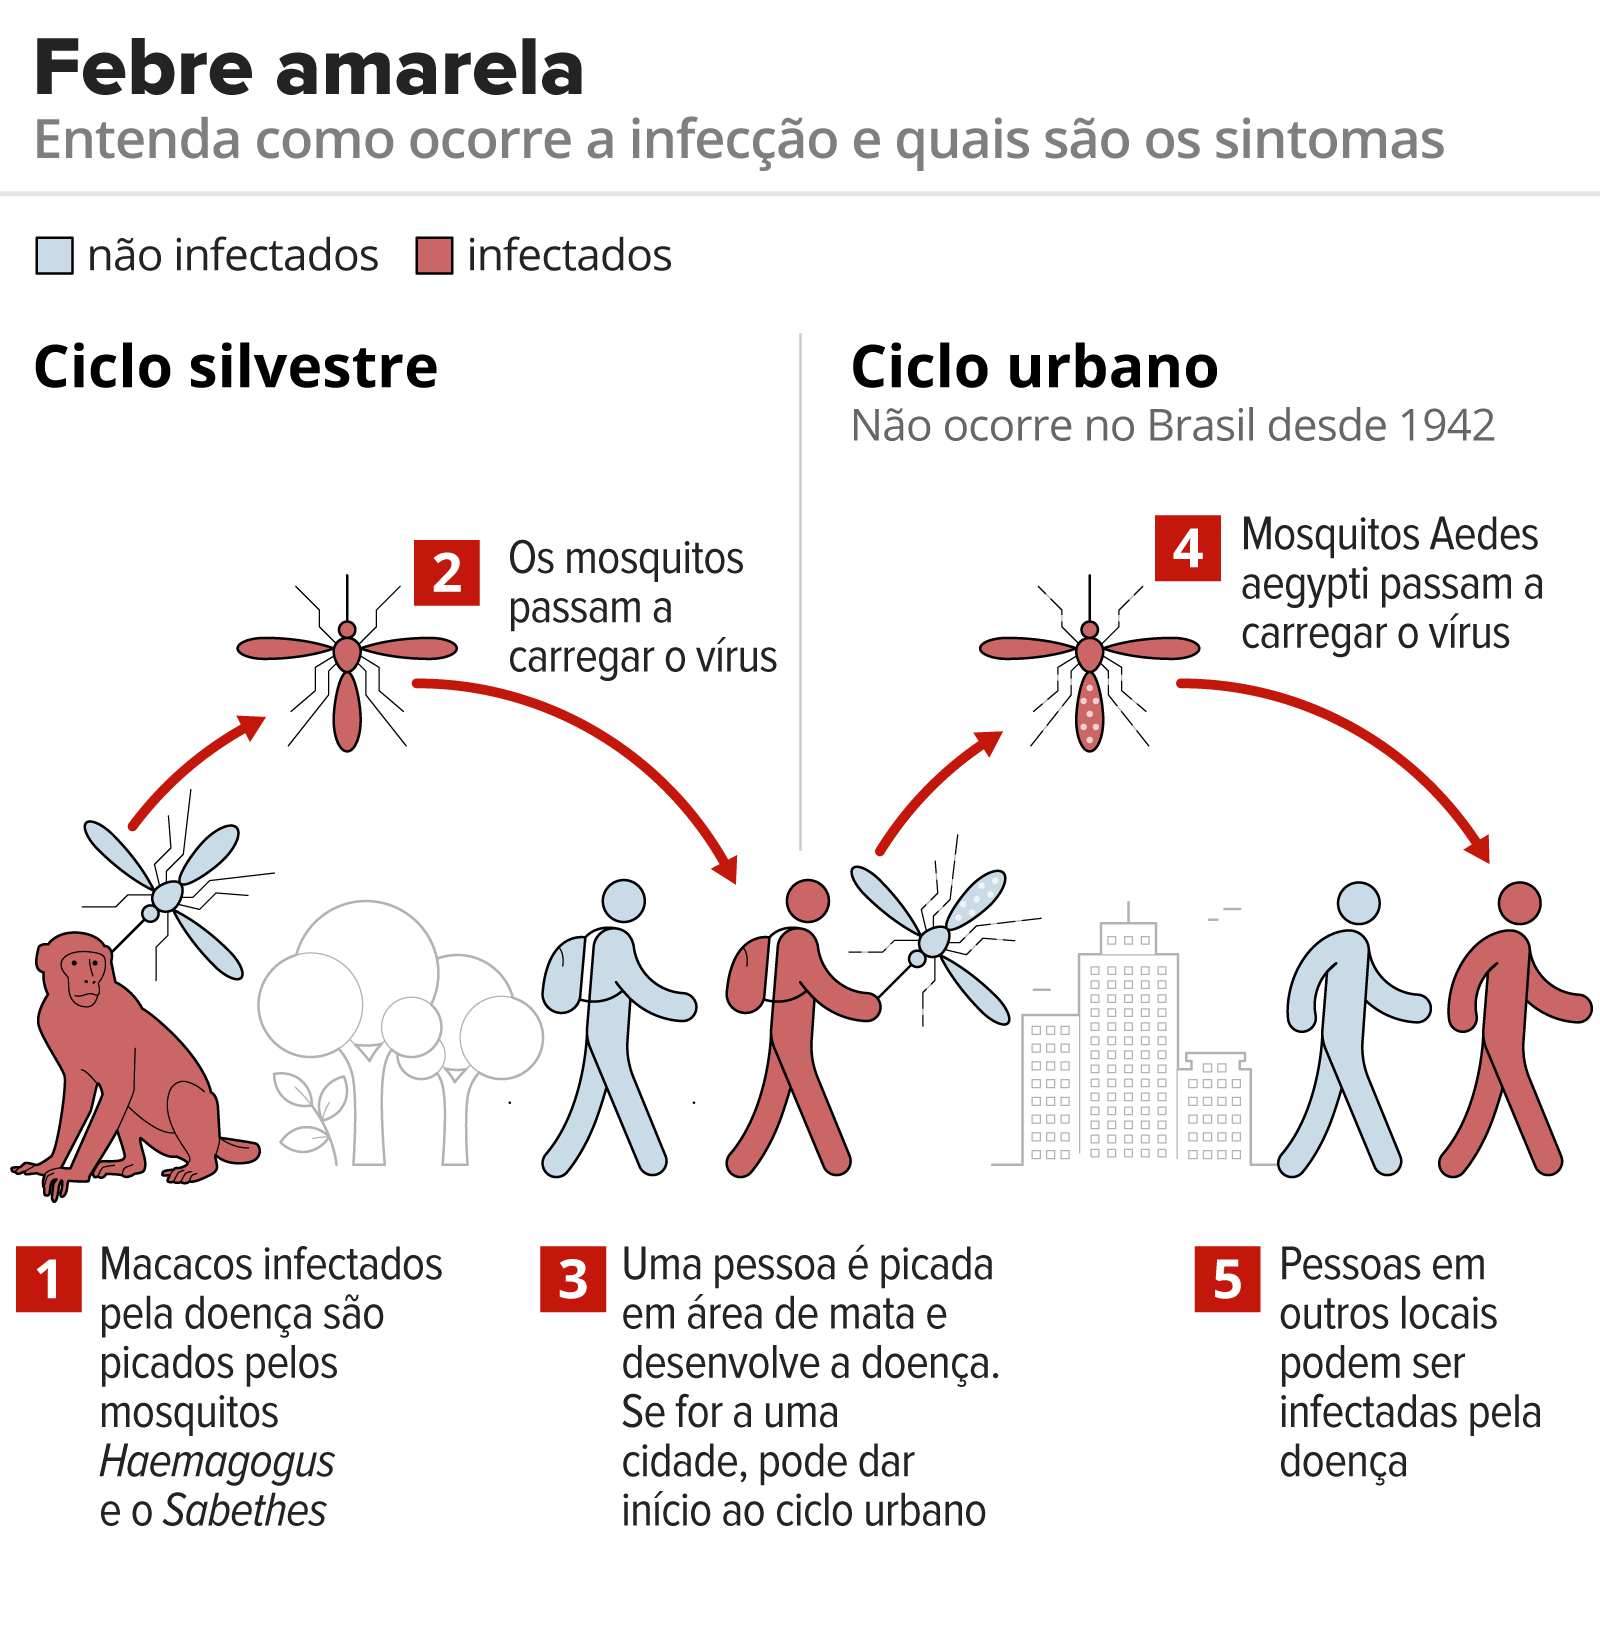 Febre amarela
Entenda como ocorre a infecção e quais são os sintomas
não infectados
infectados
Ciclo silvestre
Ciclo urbano
Não ocorre no Brasil desde 1942
2
Os mosquitos
passam a
carregar o vírus
4
Mosquitos Aedes
aegypti passam a
carregar o vírus
1
Macacos infectados
pela doença são
picados pelos
mosquitos
Haemagogus
e o Sabethes
3
Uma pessoa é picada
em área de mata e
desenvolve a doença.
Se for a uma
cidade, pode dar
início ao ciclo urbano
5
Pessoas em
outros locais
podem ser
infectadas pela
doença